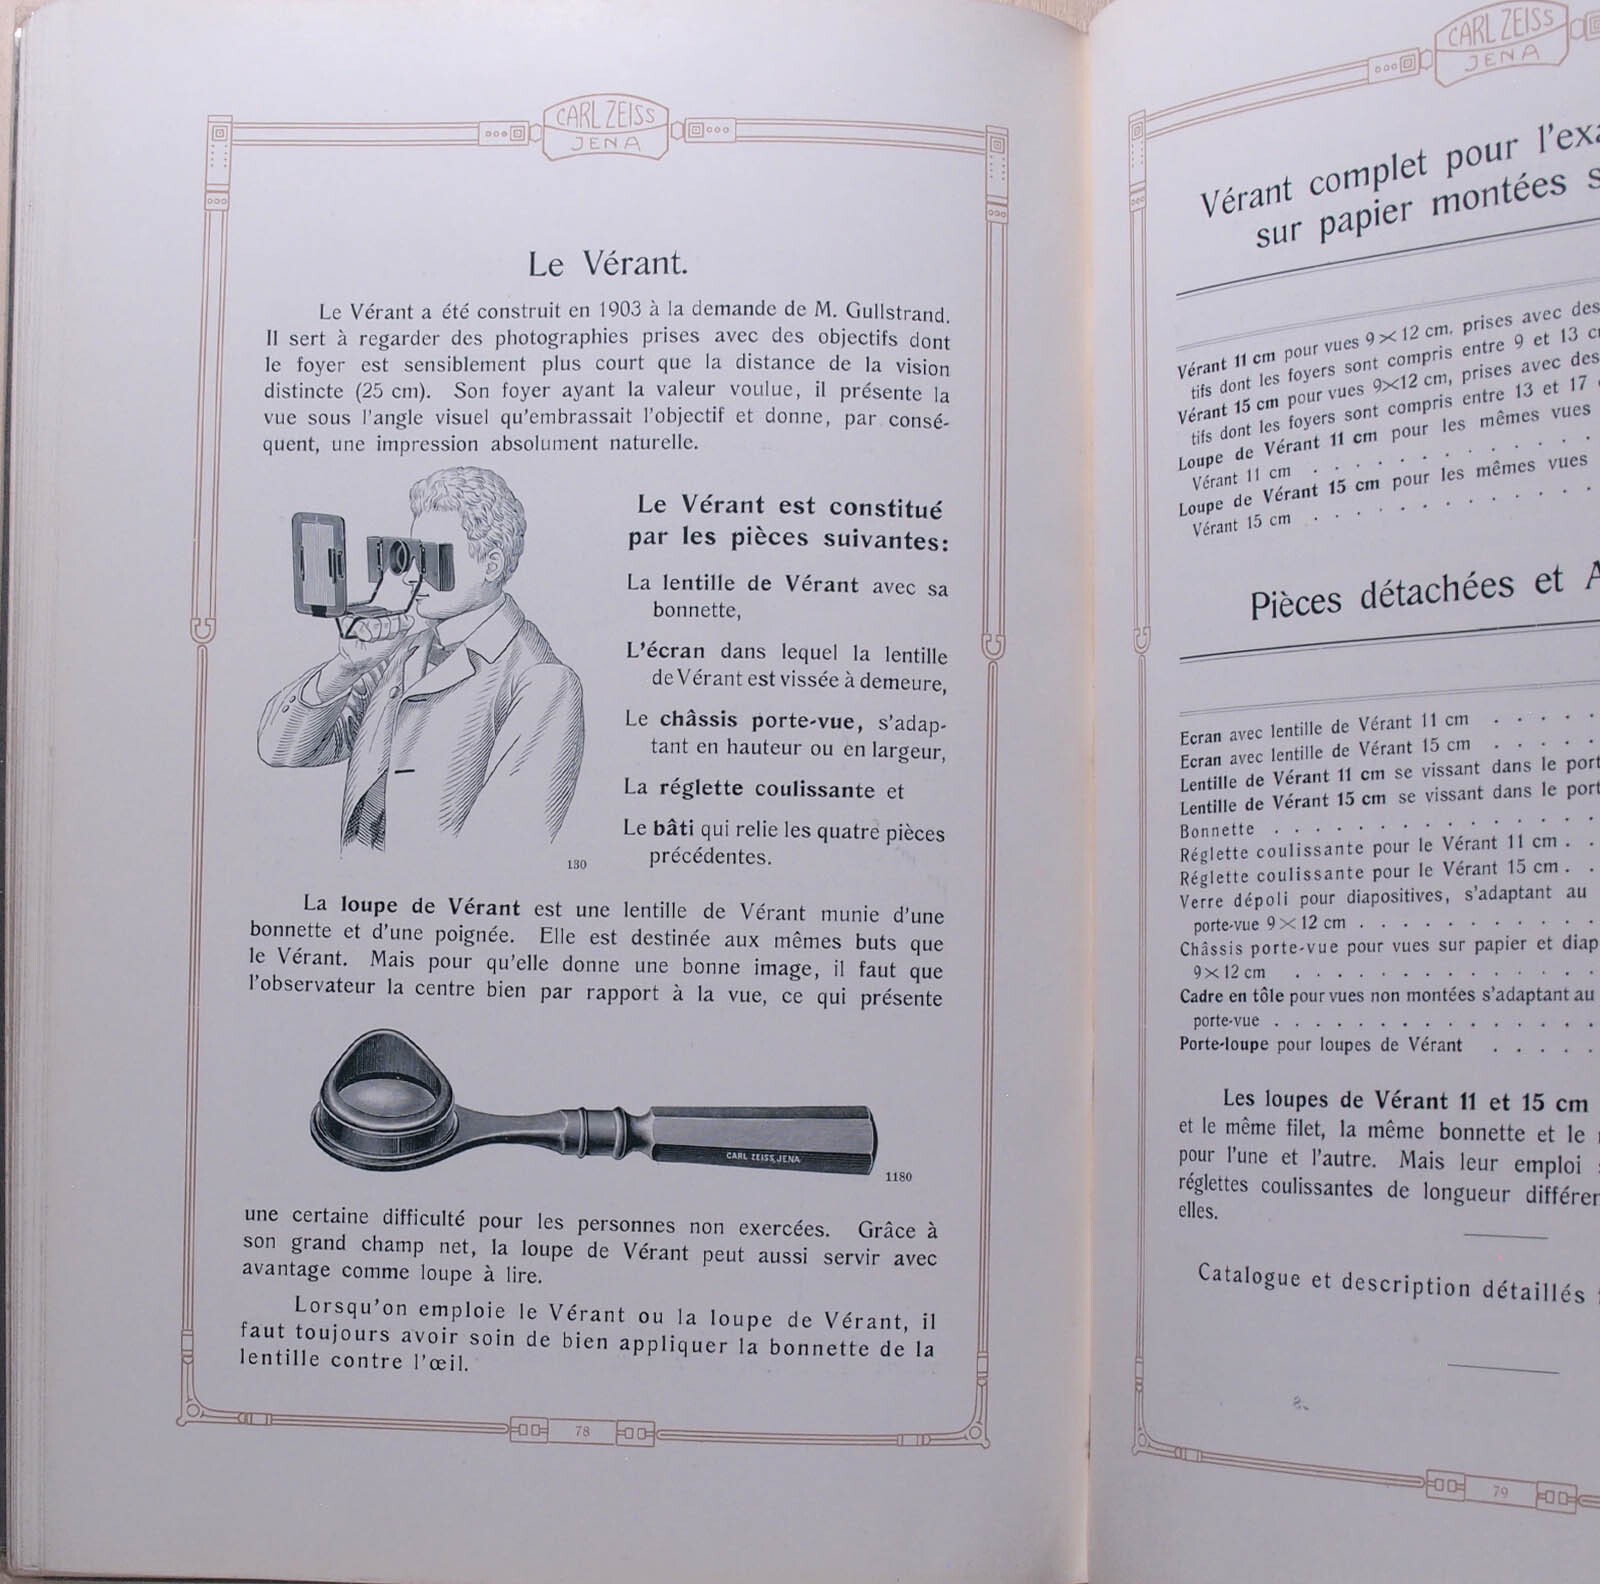 CARL ZEISS
JENA
Le Vérant.
Le Vérant a été construit en 1903 à la demande de M. Gullstrand.
Il sert à regarder des photographies prises avec des objectifs dont
le foyer est sensiblement plus court que la distance de la vision
distincte (25 cm). Son foyer ayant la valeur voulue, il présente la
vue sous l'angle visuel qu'embrassait l'objectif et donne, par consé-
quent, une impression absolument naturelle.
Le Vérant est constitué
par les pièces suivantes:
La lentille de Vérant avec sa
bonnette,
L'écran dans lequel la lentille
de Vérant est vissée à demeure,
Le châssis porte-vue, s'adap-
tant en hauteur ou en largeur,
La réglette coulissante et
Le bâti qui relie les quatre pièces
précédentes.
130
La loupe de Vérant est une lentille de Vérant munie d'une
bonnette et d'une poignée. Elle est destinée aux mêmes buts que
le Vérant. Mais pour qu'elle donne une bonne image, il faut que
l'observateur la centre bien par rapport à la vue, ce qui présente
CARL ZEISS, JENA
1180
une certaine difficulté pour les personnes non exercées. Grâce à
son grand champ net, la loupe de Vérant peut aussi servir avec
avantage comme loupe à lire.
Lorsqu'on emploie le Vérant ou la loupe de Vérant, il
faut toujours avoir soin de bien appliquer la bonnette de la
lentille contre l'œil.
78
CARL ZEISS
JENA
Vérant complet pour l'exa
sur papier montées s
Vérant 11 cm pour vues 9×12 cm, prises avec des
tifs dont les foyers sont compris entre 9 et 13 c
Vérant 15 cm pour vues 9×12 cm, prises avec des
tifs dont les foyers sont compris entre 13 et 17
Loupe de Vérant 11 cm pour les mêmes vues
Vérant 11 cm . . . . . . . . . .
Loupe de Vérant 15 cm pour les mêmes vues
Vérant 15 cm . . . . . . . . . .
Pièces détachées et A
Ecran avec lentille de Vérant 11 cm . . . . .
Ecran avec lentille de Vérant 15 cm . . . . .
Lentille de Vérant 11 cm se vissant dans le port
Lentille de Vérant 15 cm se vissant dans le port
Bonnette . . . . . . . . . . . . .
Réglette coulissante pour le Vérant 11 cm . .
Réglette coulissante pour le Vérant 15 cm . .
Verre dépoli pour diapositives, s'adaptant au
porte-vue 9×12 cm . . . . . . . . . .
Châssis porte-vue pour vues sur papier et diap
9×12 cm . . . . . . . . . . . .
Cadre en tôle pour vues non montées s'adaptant au
porte-vue . . . . . . . . . . . . .
Porte-loupe pour loupes de Vérant . . . . .
Les loupes de Vérant 11 et 15 cm
et le même filet, la même bonnette et le
pour l'une et l'autre. Mais leur emploi
réglettes coulissantes de longueur différen
elles.
Catalogue et description détaillés
79